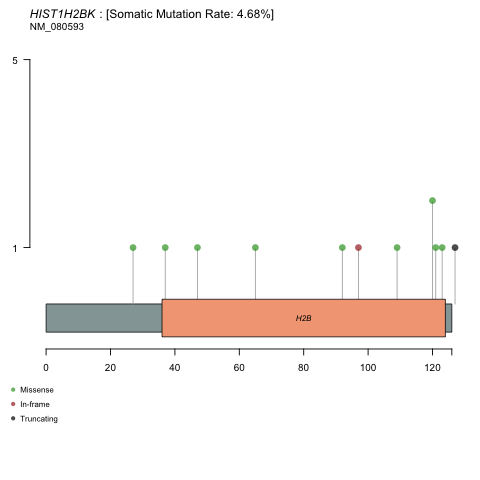 HIST1H2BK : [Somatic Mutation Rate: 4.68%]
NM_080593
5
1
H2B
0 20 40 60 80 100 120
Missense
In-frame
Truncating